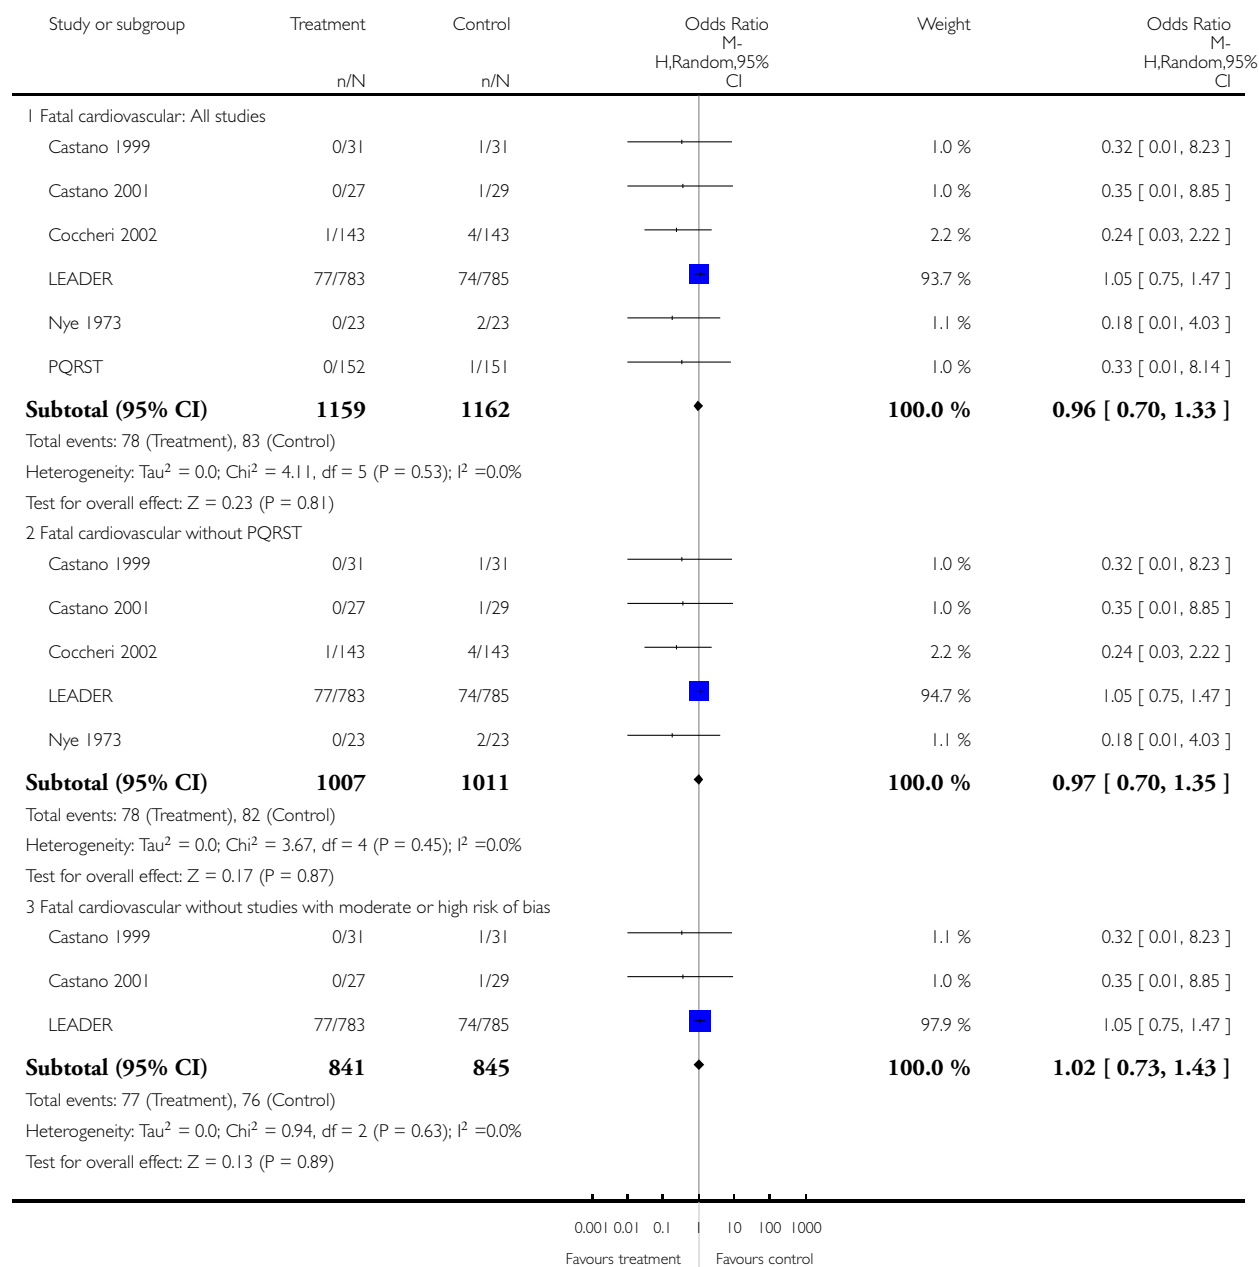 Study or subgroup Treatment Control Odds Ratio Weight Odds Ratio
M- M-
H,Random,95% H,Random,95%
n/N n/N CI CI
1 Fatal cardiovascular: All studies
Castano 1999 0/31 1/31 1.0 % 0.32 [ 0.01, 8.23 ]
Castano 2001 0/27 1/29 1.0 % 0.35 [ 0.01, 8.85 ]
Coccheri 2002 1/143 4/143 2.2 % 0.24 [ 0.03, 2.22 ]
LEADER 77/783 74/785 93.7 % 1.05 [ 0.75, 1.47 ]
Nye 1973 0/23 2/23 1.1 % 0.18 [ 0.01, 4.03 ]
PQRST 0/152 1/151 1.0 % 0.33 [ 0.01, 8.14 ]
Subtotal (95% CI) 1159 1162 100.0 % 0.96 [ 0.70, 1.33 ]
Total events: 78 (Treatment), 83 (Control)
Heterogeneity: Tau² = 0.0; Chi² = 4.11, df = 5 (P = 0.53); I² =0.0%
Test for overall effect: Z = 0.23 (P = 0.81)
2 Fatal cardiovascular without PQRST
Castano 1999 0/31 1/31 1.0 % 0.32 [ 0.01, 8.23 ]
Castano 2001 0/27 1/29 1.0 % 0.35 [ 0.01, 8.85 ]
Coccheri 2002 1/143 4/143 2.2 % 0.24 [ 0.03, 2.22 ]
LEADER 77/783 74/785 94.7 % 1.05 [ 0.75, 1.47 ]
Nye 1973 0/23 2/23 1.1 % 0.18 [ 0.01, 4.03 ]
Subtotal (95% CI) 1007 1011 100.0 % 0.97 [ 0.70, 1.35 ]
Total events: 78 (Treatment), 82 (Control)
Heterogeneity: Tau² = 0.0; Chi² = 3.67, df = 4 (P = 0.45); I² =0.0%
Test for overall effect: Z = 0.17 (P = 0.87)
3 Fatal cardiovascular without studies with moderate or high risk of bias
Castano 1999 0/31 1/31 1.1 % 0.32 [ 0.01, 8.23 ]
Castano 2001 0/27 1/29 1.0 % 0.35 [ 0.01, 8.85 ]
LEADER 77/783 74/785 97.9 % 1.05 [ 0.75, 1.47 ]
Subtotal (95% CI) 841 845 100.0 % 1.02 [ 0.73, 1.43 ]
Total events: 77 (Treatment), 76 (Control)
Heterogeneity: Tau² = 0.0; Chi² = 0.94, df = 2 (P = 0.63); I² =0.0%
Test for overall effect: Z = 0.13 (P = 0.89)
0.001 0.01 0.1 1 10 100 1000
Favours treatment Favours control